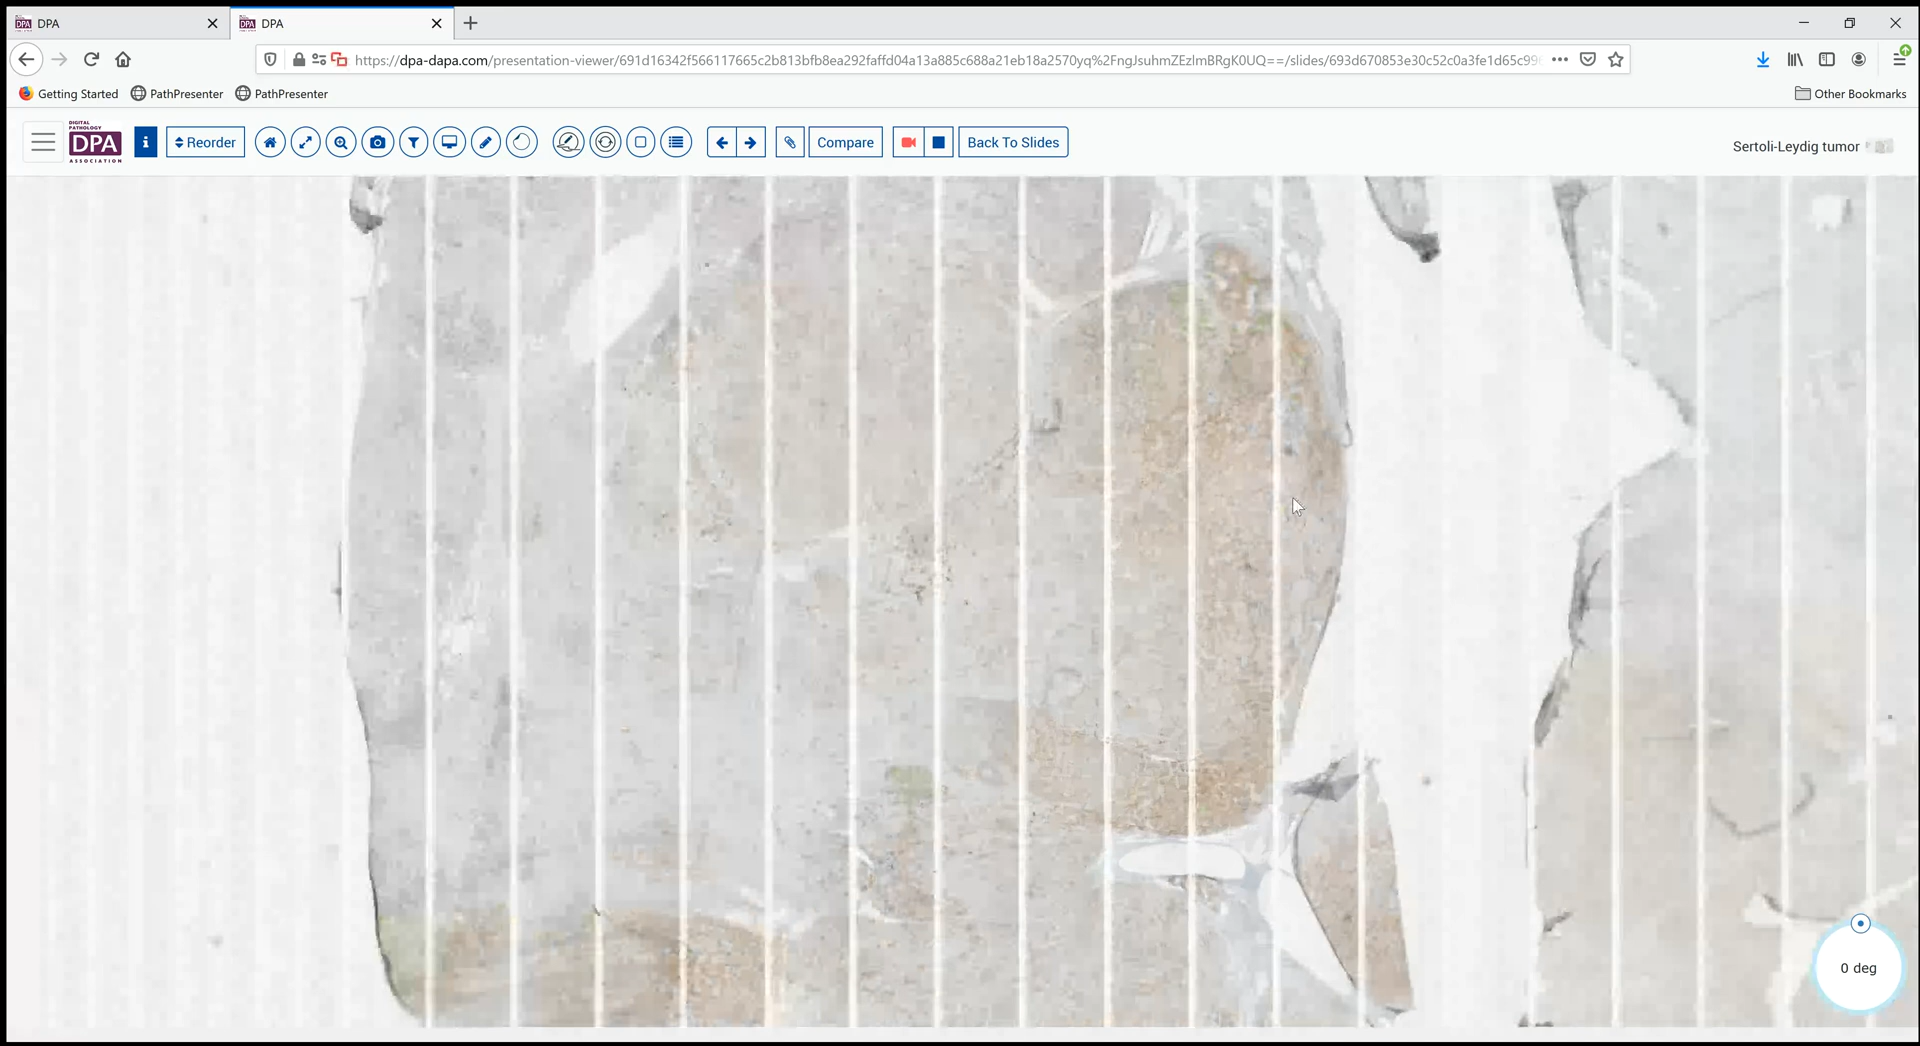 DPA
DPA
https://dpa-dapa.com/presentation-viewer/691d16342f566117665c2b813bfb8ea292faffd04a13a885c688a21eb18a2570yq%2FngJsuhmZEzlmBRgK0UQ==/slides/693d670853e30c52c0a3fe1d65c99
Getting Started
PathPresenter
PathPresenter
Other Bookmarks
DIGITAL
PATHOLOGY
DPA
ASSOCIATION
i
Reorder
Compare
Back To Slides
Sertoli-Leydig tumor
0 deg